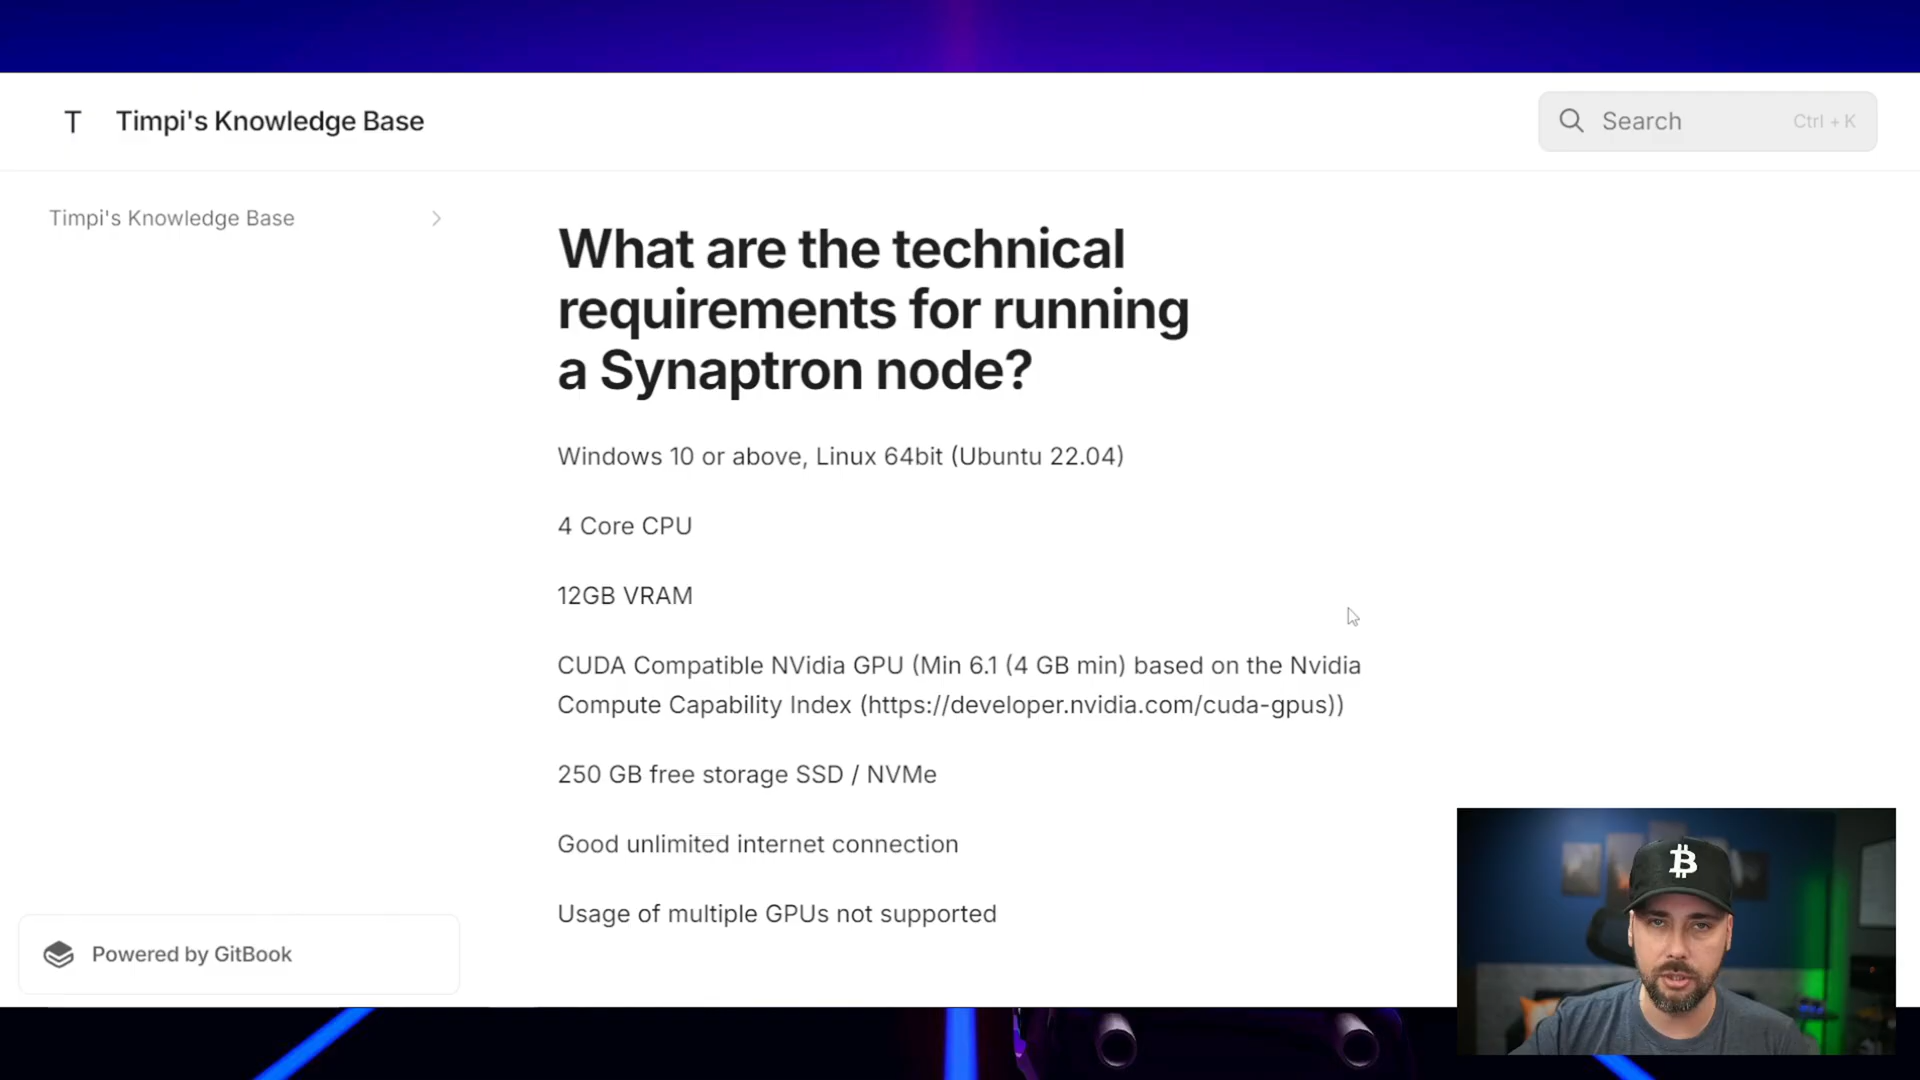 T Timpi's Knowledge Base
Search Ctrl + K
Timpi's Knowledge Base
What are the technical
requirements for running
a Synaptron node?
Windows 10 or above, Linux 64bit (Ubuntu 22.04)
4 Core CPU
12GB VRAM
CUDA Compatible NVidia GPU (Min 6.1 (4 GB min) based on the Nvidia
Compute Capability Index (https://developer.nvidia.com/cuda-gpus))
250 GB free storage SSD / NVMe
Good unlimited internet connection
Usage of multiple GPUs not supported
Powered by GitBook